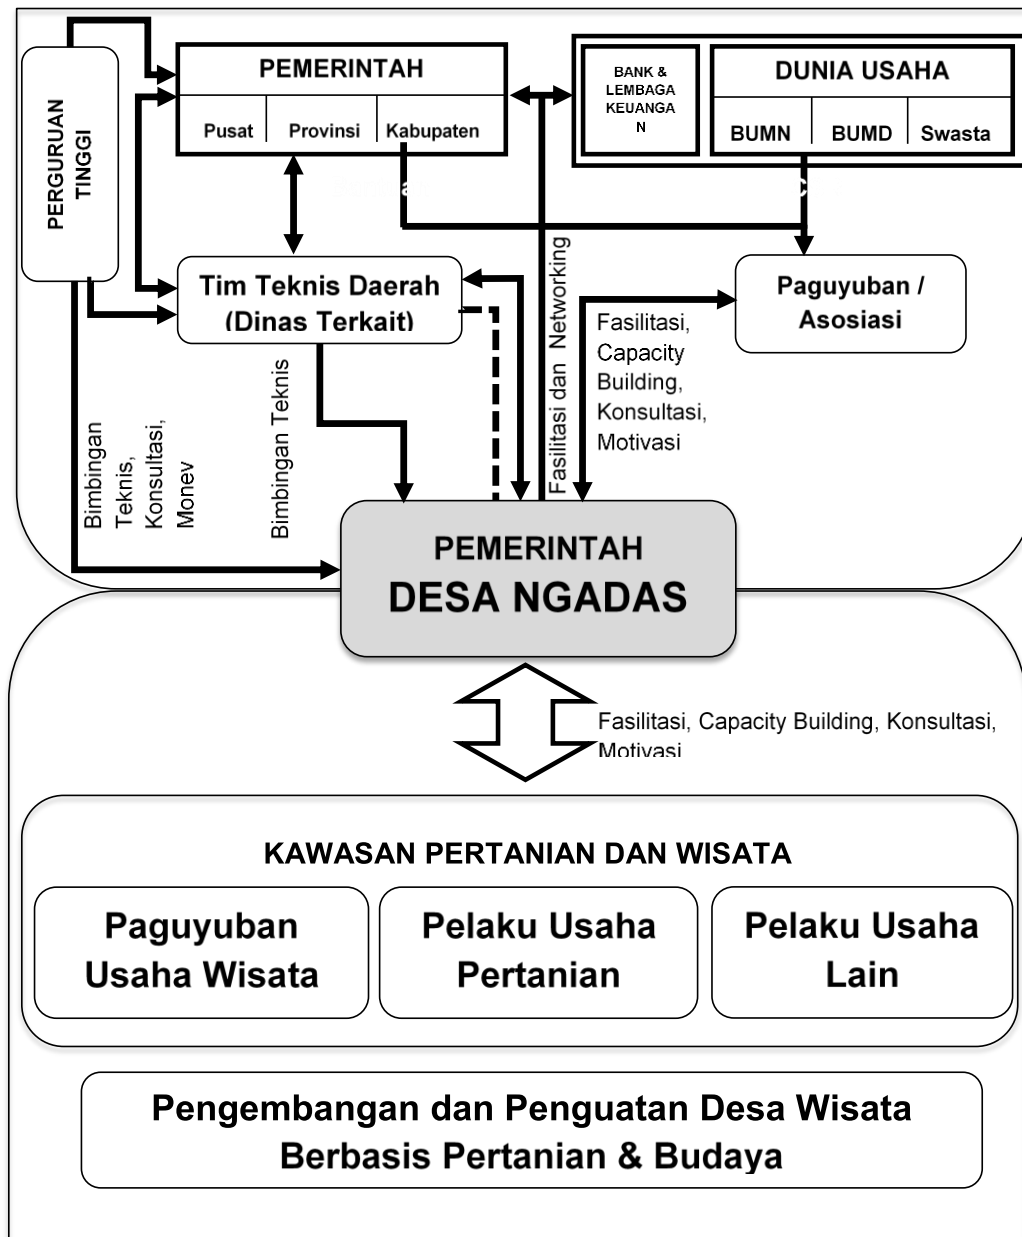 PERGURUAN
TINGGI
PEMERINTAH
Pusat
Provinsi
Kabupaten
BANK &
LEMBAGA
KEUANGA
N
DUNIA USAHA
BUMN
BUMD
Swasta
Tim Teknis Daerah
(Dinas Terkait)
Paguyuban /
Asosiasi
Fasilitasi dan Networking
Fasilitasi,
Capacity
Building,
Konsultasi,
Motivasi
Bimbingan
Teknis,
Konsultasi,
Monev
Bimbingan Teknis
PEMERINTAH
DESA NGADAS
Fasilitasi, Capacity Building, Konsultasi,
Motivasi
KAWASAN PERTANIAN DAN WISATA
Paguyuban
Usaha Wisata
Pelaku Usaha
Pertanian
Pelaku Usaha
Lain
Pengembangan dan Penguatan Desa Wisata
Berbasis Pertanian & Budaya